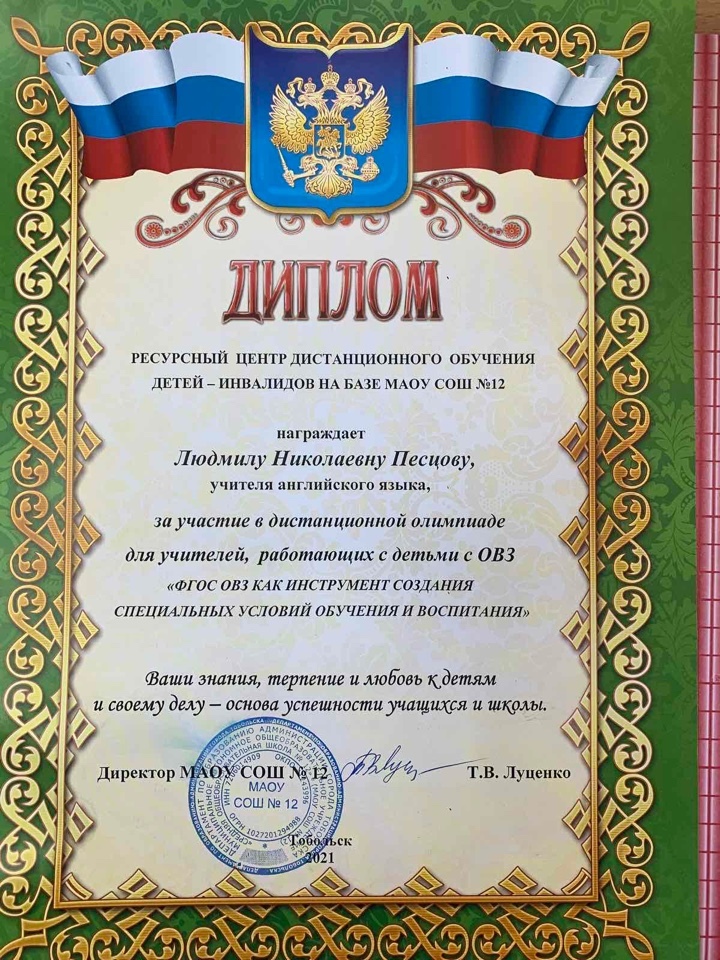 ДИПЛОМ
РЕСУРСНЫЙ ЦЕНТР ДИСТАНЦИОННОГО ОБУЧЕНИЯ
ДЕТЕЙ – ИНВАЛИДОВ НА БАЗЕ МАОУ СОШ №12
награждает
Людмилу Николаевну Песцову,
учителя английского языка,
за участие в дистанционной олимпиаде
для учителей, работающих с детьми с ОВЗ
«ФГОС ОВЗ КАК ИНСТРУМЕНТ СОЗДАНИЯ
СПЕЦИАЛЬНЫХ УСЛОВИЙ ОБУЧЕНИЯ И ВОСПИТАНИЯ»
Ваши знания, терпение и любовь к детям
и своему делу – основа успешности учащихся и школы.
Директор МАОУ СОШ № 12
Т.В. Луценко
МАОУ
СОШ № 12
ОГРН 1027201294988
Тобольск
2021